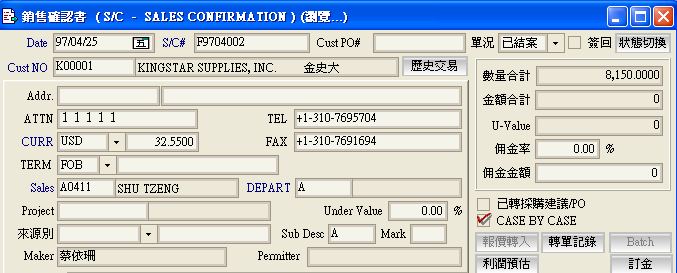 銷售確認書 ( S/C - SALES CONFIRMATION ) (瀏覽...)
Date 97/04/25 五 S/C# F9704002 Cust PO# 單況 已結案 簽回 狀態切換
Cust NO K00001 KINGSTAR SUPPLIES, INC. 金史大 歷史交易
數量合計 8,150.0000
Addr.
金額合計 0
ATTN 1 1 1 1 1 TEL +1-310-7695704
U-Value 0
CURR USD 32.5500 FAX +1-310-7691694
佣金率 0.00 %
TERM FOB
佣金金額 0
Sales A0411 SHU TZENG DEPART A
已轉採購建議/PO
Project Under Value 0.00 %
CASE BY CASE
來源別 Sub Desc A Mark
報價轉入 轉單記錄 Batch
Maker 蔡依珊 Permitter
利潤預估 訂金